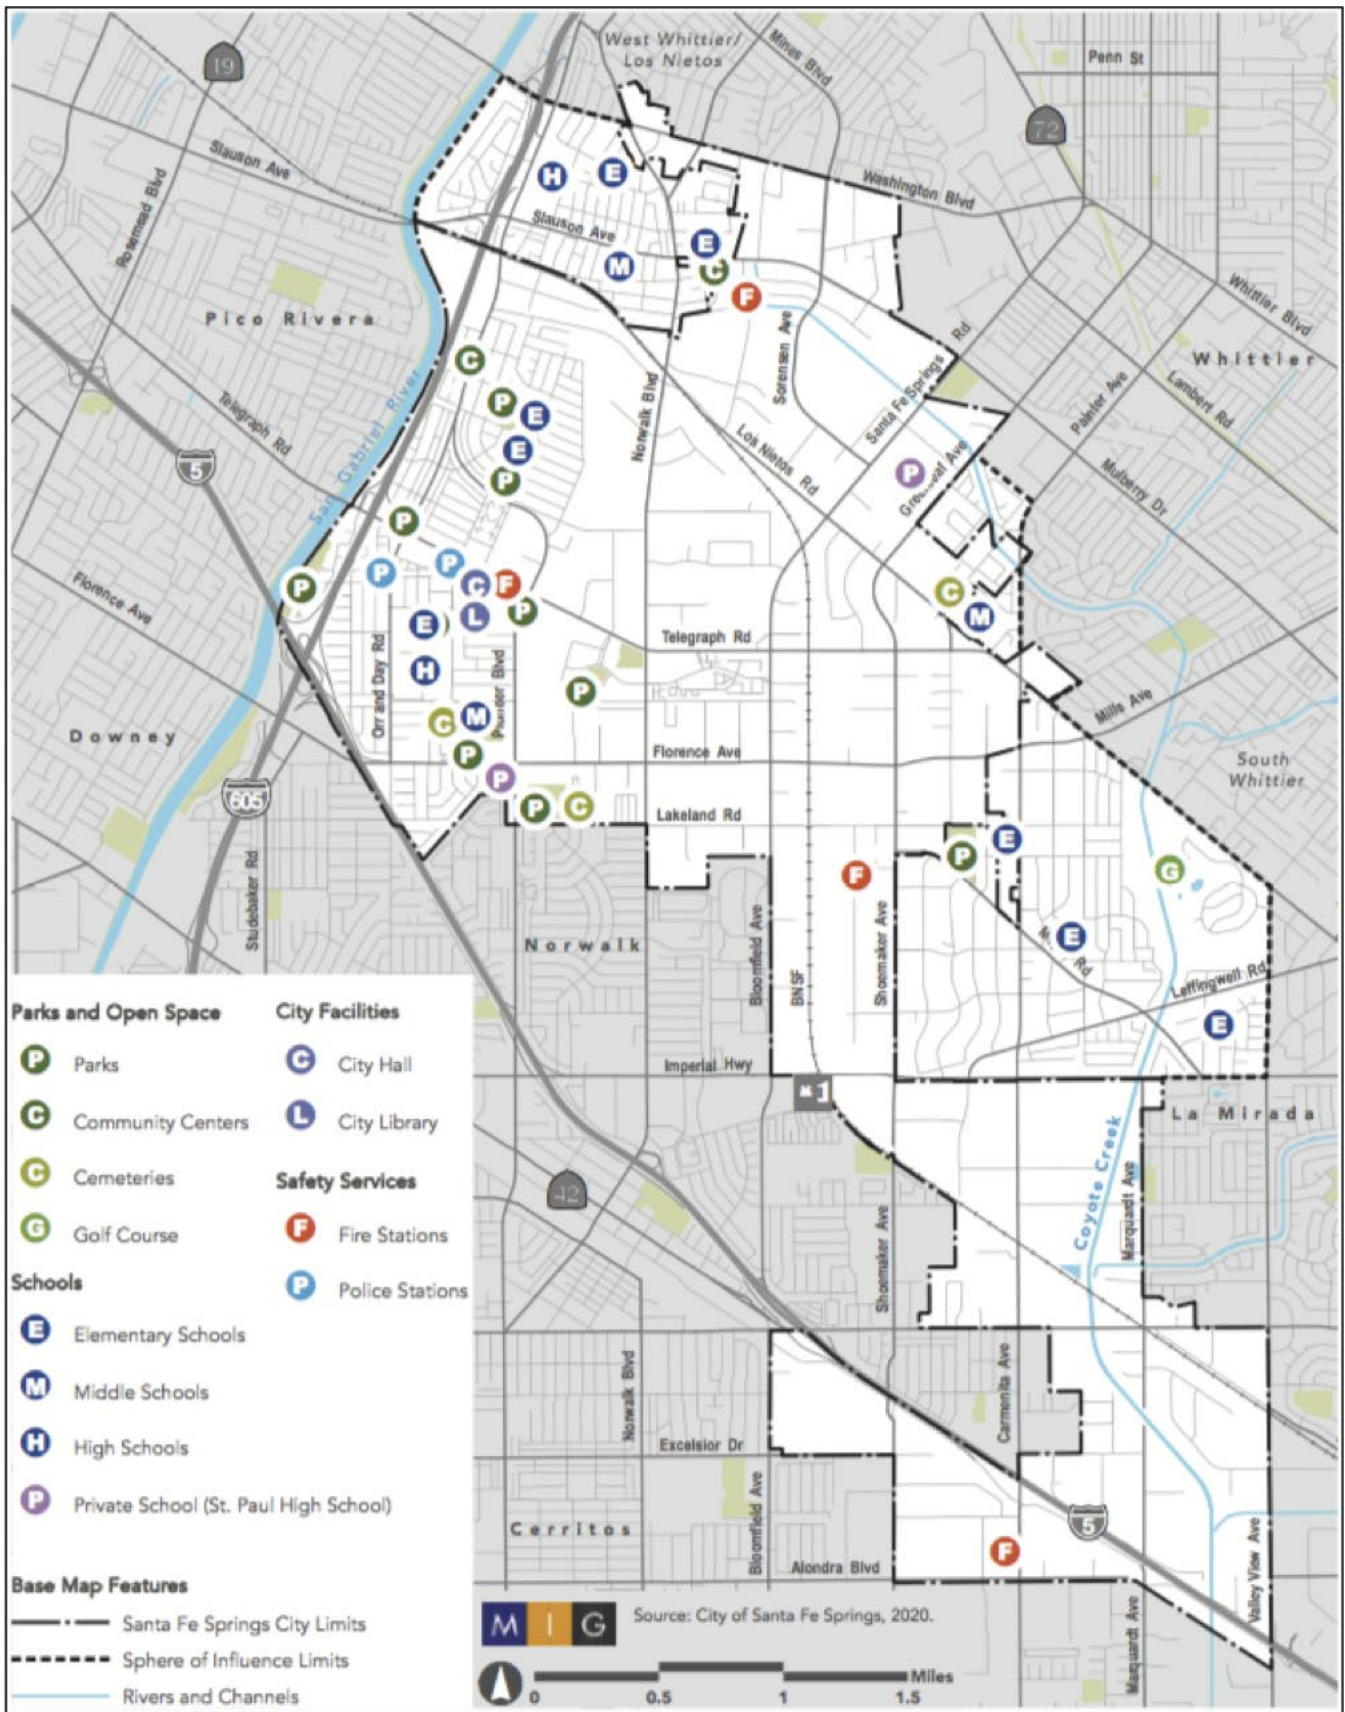 West Whittier/
Los Nietos
Mines Blvd
Penn St
19
72
Slauson Ave
Rosemead Blvd
Washington Blvd
H
E
Slauson Ave
E
M
C
F
Whittier Blvd
Pico Rivera
Sorensen Ave
Santa Fe Springs Rd
Whittier
C
Painter Ave
Lambert Rd
Norwalk Blvd
P
E
Telegraph Rd
San Gabriel River
5
E
P
Los Nietos Rd
P
Mulberry Dr
P
P
P
Florence Ave
P
C
F
C
P
E
L
P
M
Telegraph Rd
Orr and Day Rd
H
Blvd
P
Mills Ave
C
M
Downey
P
Florence Ave
South
Whittier
P
605
P
C
Lakeland Rd
E
P
F
G
Studebaker Rd
Norwalk
Bloomfield Ave
BNSF
Shoemaker Ave
E
Rd
Leffingwell Rd
E
Imperial Hwy
La Mirada
Coyote Creek
Marquardt Ave
42
Shoemaker Ave
Norwalk Blvd
Carmenita Ave
Excelsior Dr
Bloomfield Ave
Cerritos
5
F
Alondra Blvd
Valley View Ave
Marquardt Ave
Parks and Open Space
P Parks
C Community Centers
C Cemeteries
G Golf Course
Schools
E Elementary Schools
M Middle Schools
H High Schools
P Private School (St. Paul High School)
City Facilities
C City Hall
L City Library
Safety Services
F Fire Stations
P Police Stations
Base Map Features
Santa Fe Springs City Limits
Sphere of Influence Limits
Rivers and Channels
MIG
Source: City of Santa Fe Springs, 2020.
Miles
0 0.5 1 1.5